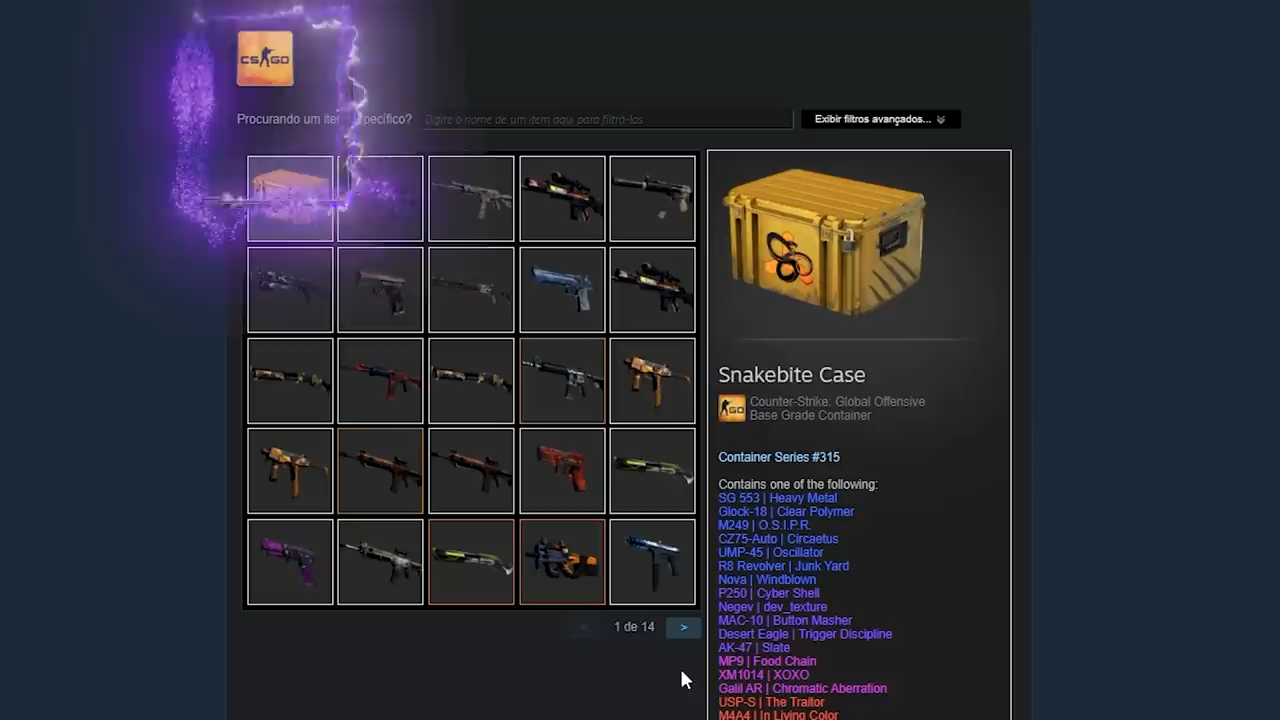 CS GO
Procurando um item específico?
Digite o nome de um item aqui para filtrá-los
Exibir filtros avançados...
Snakebite Case
GO
Counter-Strike: Global Offensive
Base Grade Container
Container Series #315
Contains one of the following:
SG 553 | Heavy Metal
Glock-18 | Clear Polymer
M249 | O.S.I.P.R.
CZ75-Auto | Circaetus
UMP-45 | Oscillator
R8 Revolver | Junk Yard
Nova | Windblown
P250 | Cyber Shell
Negev | dev_texture
MAC-10 | Button Masher
Desert Eagle | Trigger Discipline
AK-47 | Slate
MP9 | Food Chain
XM1014 | XOXO
Galil AR | Chromatic Aberration
USP-S | The Traitor
M4A4 | In Living Color
< 1 de 14 >